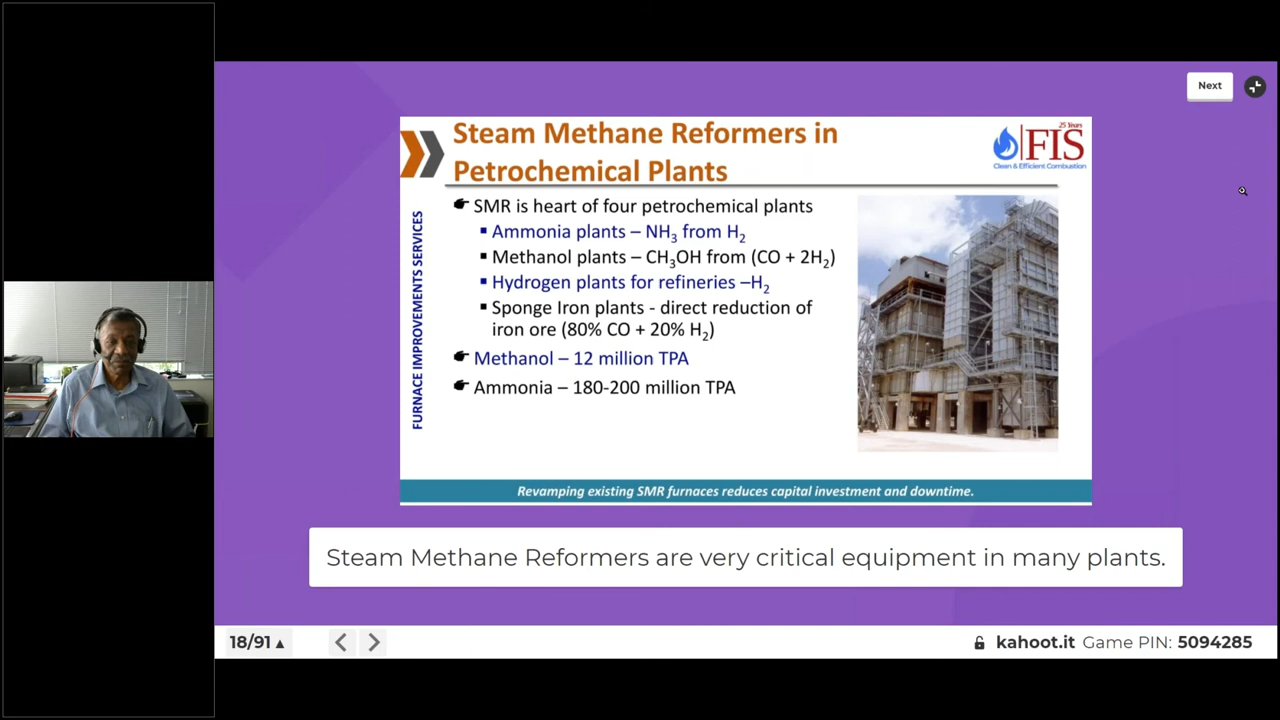 Next
Steam Methane Reformers in
Petrochemical Plants
25 Years
FIS
Clean & Efficient Combustion
FURNACE IMPROVEMENTS SERVICES
SMR is heart of four petrochemical plants
Ammonia plants – NH₃ from H₂
Methanol plants – CH₃OH from (CO + 2H₂)
Hydrogen plants for refineries –H₂
Sponge Iron plants - direct reduction of
iron ore (80% CO + 20% H₂)
Methanol – 12 million TPA
Ammonia – 180-200 million TPA
Revamping existing SMR furnaces reduces capital investment and downtime.
Steam Methane Reformers are very critical equipment in many plants.
18/91 ▲
kahoot.it Game PIN: 5094285